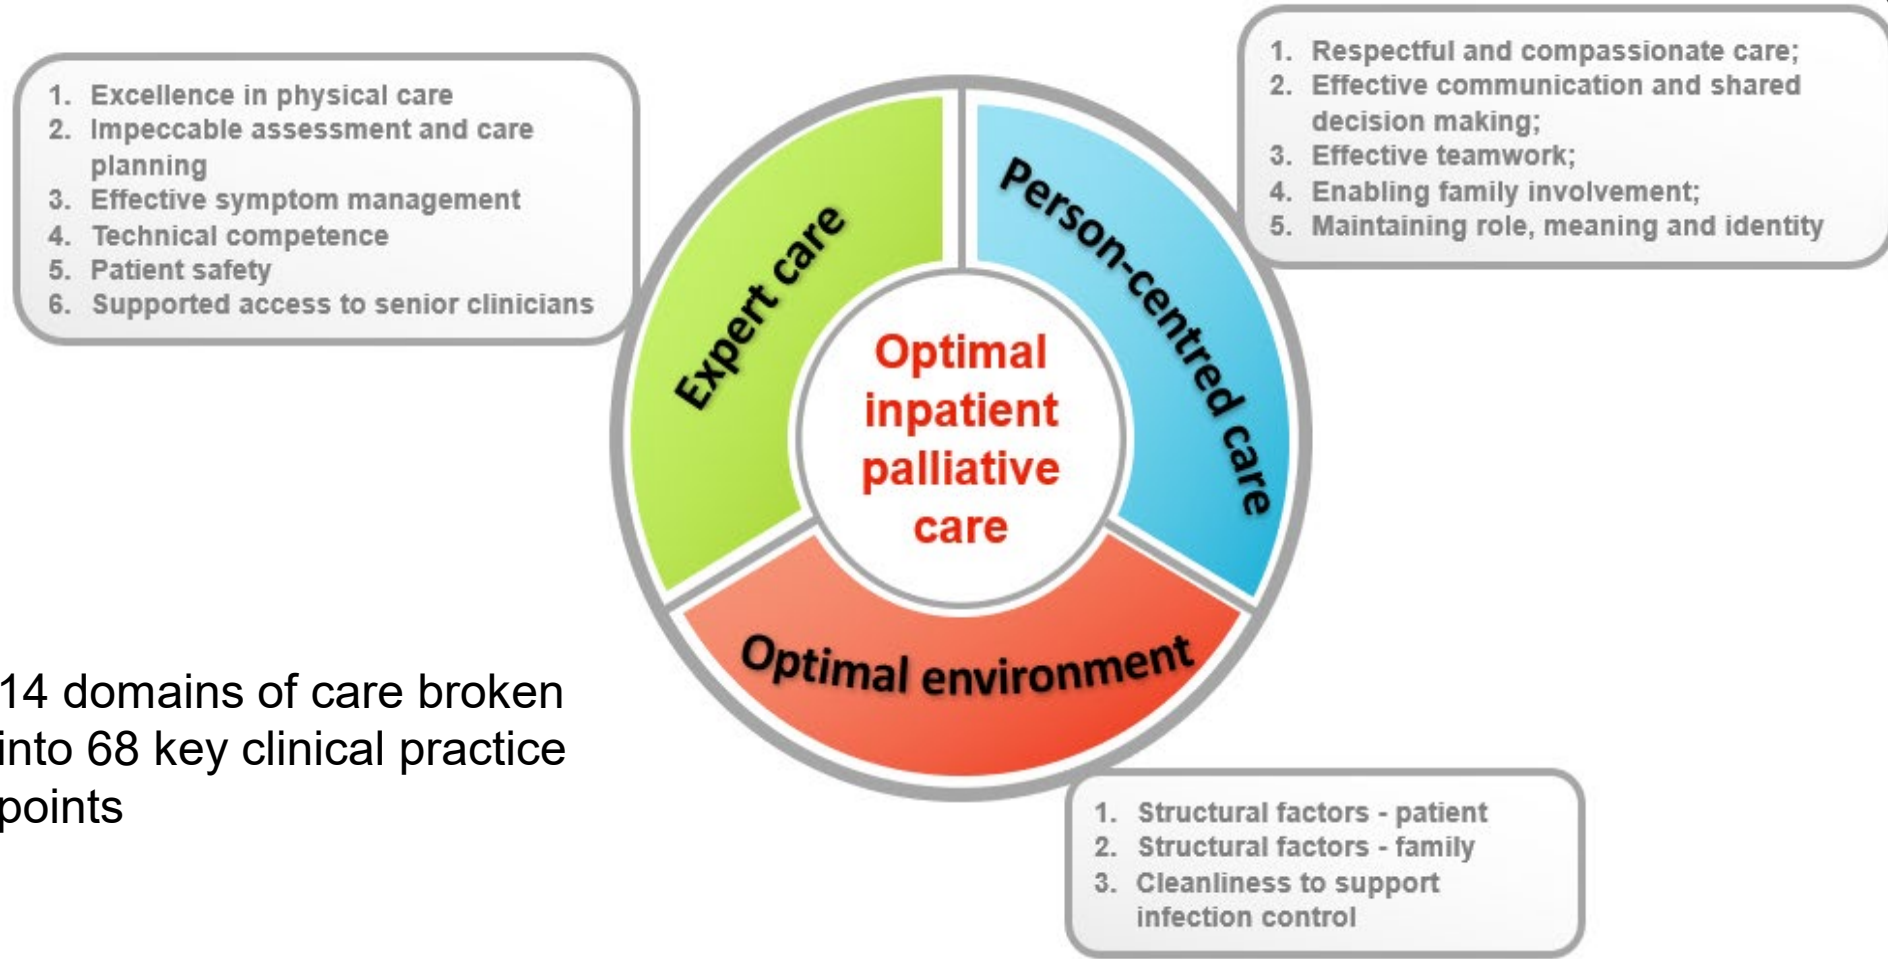 1. Excellence in physical care
2. Impeccable assessment and care
planning
3. Effective symptom management
4. Technical competence
5. Patient safety
6. Supported access to senior clinicians
1. Respectful and compassionate care;
2. Effective communication and shared
decision making;
3. Effective teamwork;
4. Enabling family involvement;
5. Maintaining role, meaning and identity
Expert care
Person-centred care
Optimal
inpatient
palliative
care
Optimal environment
14 domains of care broken
into 68 key clinical practice
points
1. Structural factors - patient
2. Structural factors - family
3. Cleanliness to support
infection control